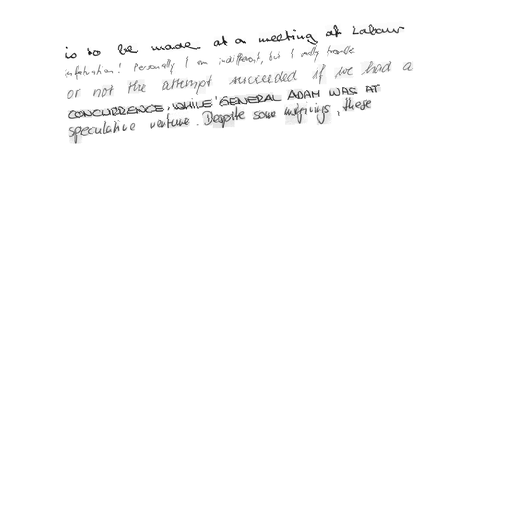 is to be made at a meeting of Labour
infatuation! Personally I am indifferent, but I really tremble
or not the attempt succeeded if we had a
CONCURRENCE, WHILE GENERAL ADAM WAS AT
speculative venture. Despite some misgivings, these